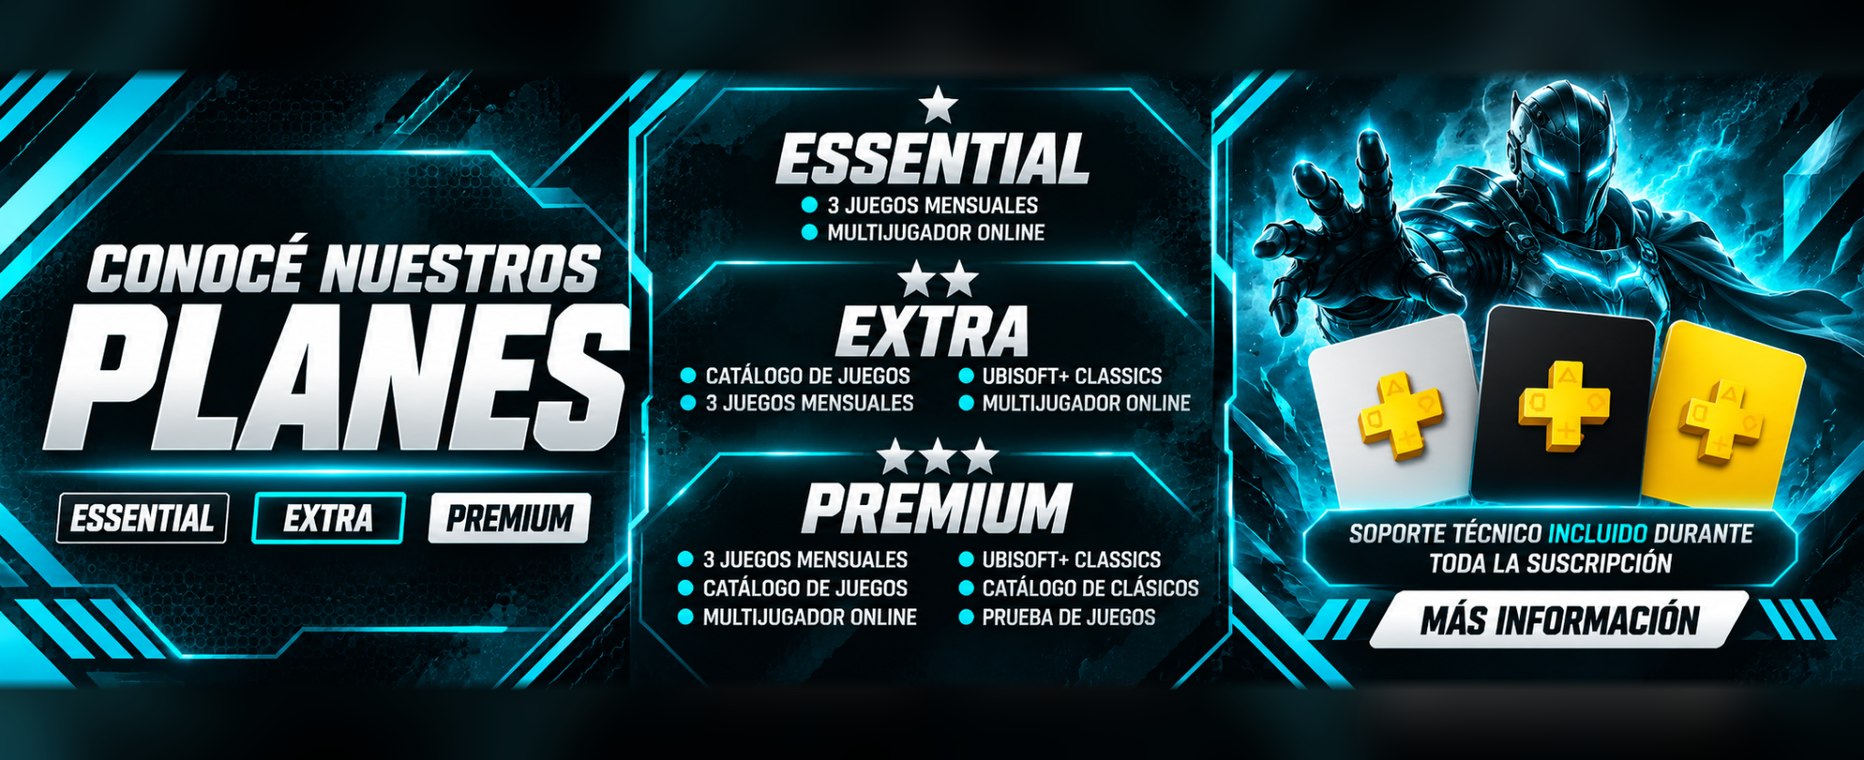 CONOCÉ NUESTROS
PLANES
ESSENTIAL
EXTRA
PREMIUM
ESSENTIAL
3 JUEGOS MENSUALES
MULTIJUGADOR ONLINE
EXTRA
CATÁLOGO DE JUEGOS
3 JUEGOS MENSUALES
UBISOFT+ CLASSICS
MULTIJUGADOR ONLINE
PREMIUM
3 JUEGOS MENSUALES
CATÁLOGO DE JUEGOS
MULTIJUGADOR ONLINE
UBISOFT+ CLASSICS
CATÁLOGO DE CLÁSICOS
PRUEBA DE JUEGOS
SOPORTE TÉCNICO INCLUIDO DURANTE
TODA LA SUSCRIPCIÓN
MÁS INFORMACIÓN